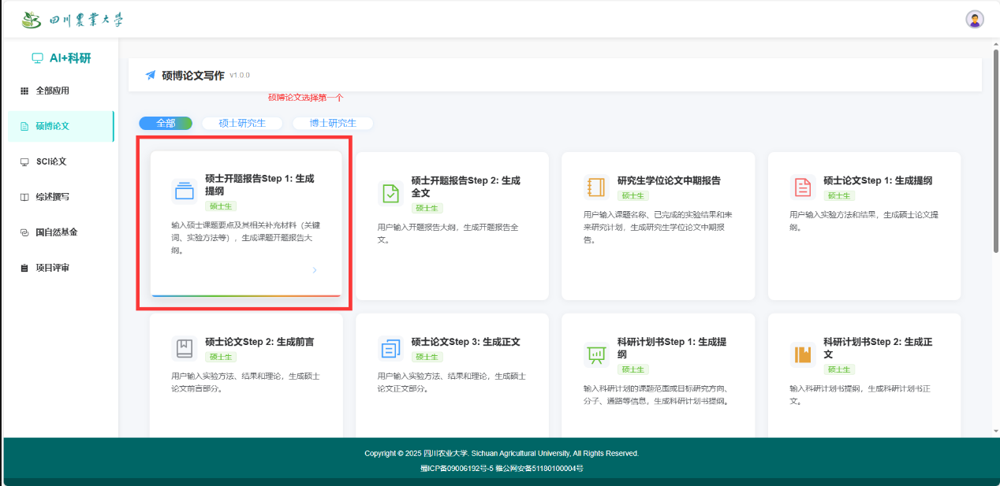 四川農業大学
AI+科研
全部应用
硕博论文
SCI论文
综述撰写
国自然基金
项目评审
硕博论文写作 v1.0.0
硕博论文选择第一个
全部 硕士研究生 博士研究生
硕士开题报告Step 1: 生成
提纲
硕士生
输入硕士课题要点及其相关补充材料（关键
词、实验方法等），生成课题开题报告大
纲。
硕士开题报告Step 2: 生成
全文
硕士生
用户输入开题报告大纲，生成开题报告全
文。
研究生学位论文中期报告
硕士生
用户输入课题名称、已完成的实验结果和未
来研究计划，生成研究生学位论文中期报
告。
硕士论文Step 1: 生成提纲
硕士生
用户输入实验方法和结果，生成硕士论文提
纲。
硕士论文Step 2: 生成前言
硕士生
用户输入实验方法、结果和理论，生成硕士
论文前言部分。
硕士论文Step 3: 生成正文
硕士生
用户输入实验方法、结果和理论，生成硕士
论文正文部分。
科研计划书Step 1: 生成提
纲
硕士生
输入科研计划的课题范围或目标研究方向、
分子、通路等信息，生成科研计划书提纲。
科研计划书Step 2: 生成正
文
硕士生
输入科研计划书提纲，生成科研计划书正
文。
Copyright © 2025 四川农业大学. Sichuan Agricultural University, All Rights Reserved.
蜀ICP备09006192号-5 雅公网安备51180100004号